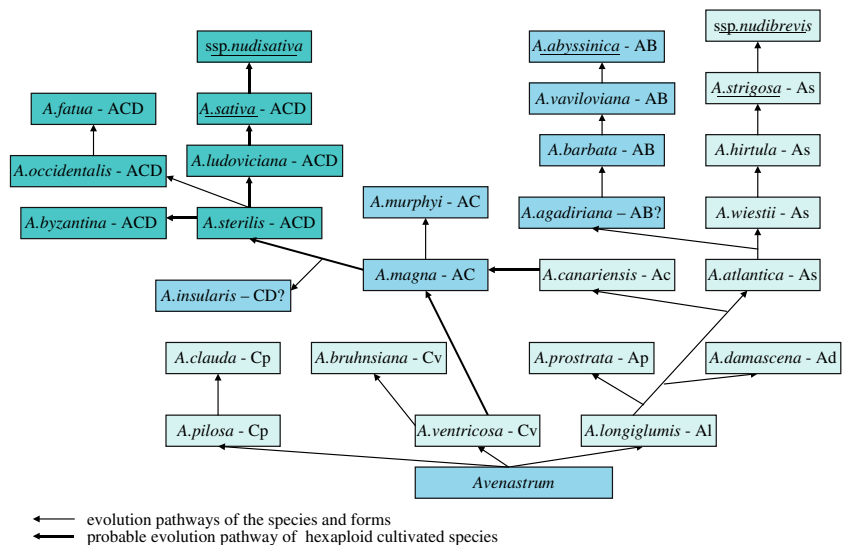 ssp.nudisativa
A.abyssinica - AB
ssp.nudibrevis
A.fatua - ACD
A.sativa - ACD
A.vaviloviana - AB
A.strigosa - As
A.occidentalis - ACD
A.ludoviciana - ACD
A.barbata - AB
A.hirtula - As
A.byzantina - ACD
A.sterilis - ACD
A.murphyi - AC
A.agadiriana – AB?
A.wiestii - As
A.insularis – CD?
A.magna - AC
A.canariensis - Ac
A.atlantica - As
A.clauda - Cp
A.bruhnsiana - Cv
A.prostrata - Ap
A.damascena - Ad
A.pilosa - Cp
A.ventricosa - Cv
A.longiglumis - Al
Avenastrum
evolution pathways of the species and forms
probable evolution pathway of hexaploid cultivated species